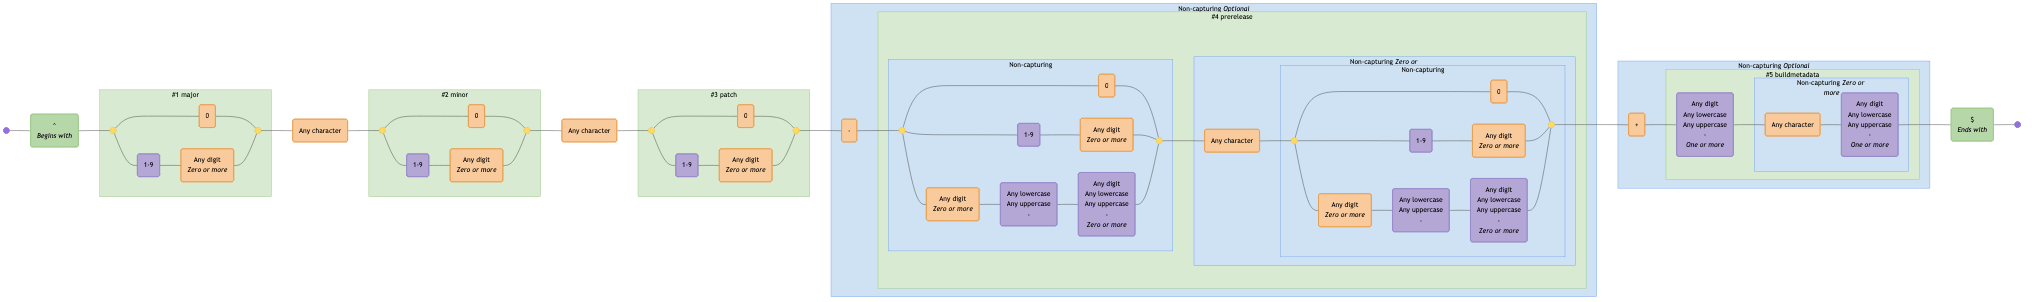 ^
Begins with
#1 major
0
1-9
Any digit
Zero or more
Any character
#2 minor
0
1-9
Any digit
Zero or more
Any character
#3 patch
0
1-9
Any digit
Zero or more
Non-capturing Optional
#4 prerelease
-
Non-capturing
0
1-9
Any digit
Zero or more
Any digit
Zero or more
Any lowercase
Any uppercase
-
Any digit
Any lowercase
Any uppercase
-
Zero or more
Non-capturing Zero or
Any character
Non-capturing
0
1-9
Any digit
Zero or more
Any digit
Zero or more
Any lowercase
Any uppercase
-
Any digit
Any lowercase
Any uppercase
-
Zero or more
Non-capturing Optional
#5 buildmetadata
+
Any digit
Any lowercase
Any uppercase
-
One or more
Non-capturing Zero or
more
Any character
Any digit
Any lowercase
Any uppercase
-
One or more
$
Ends with